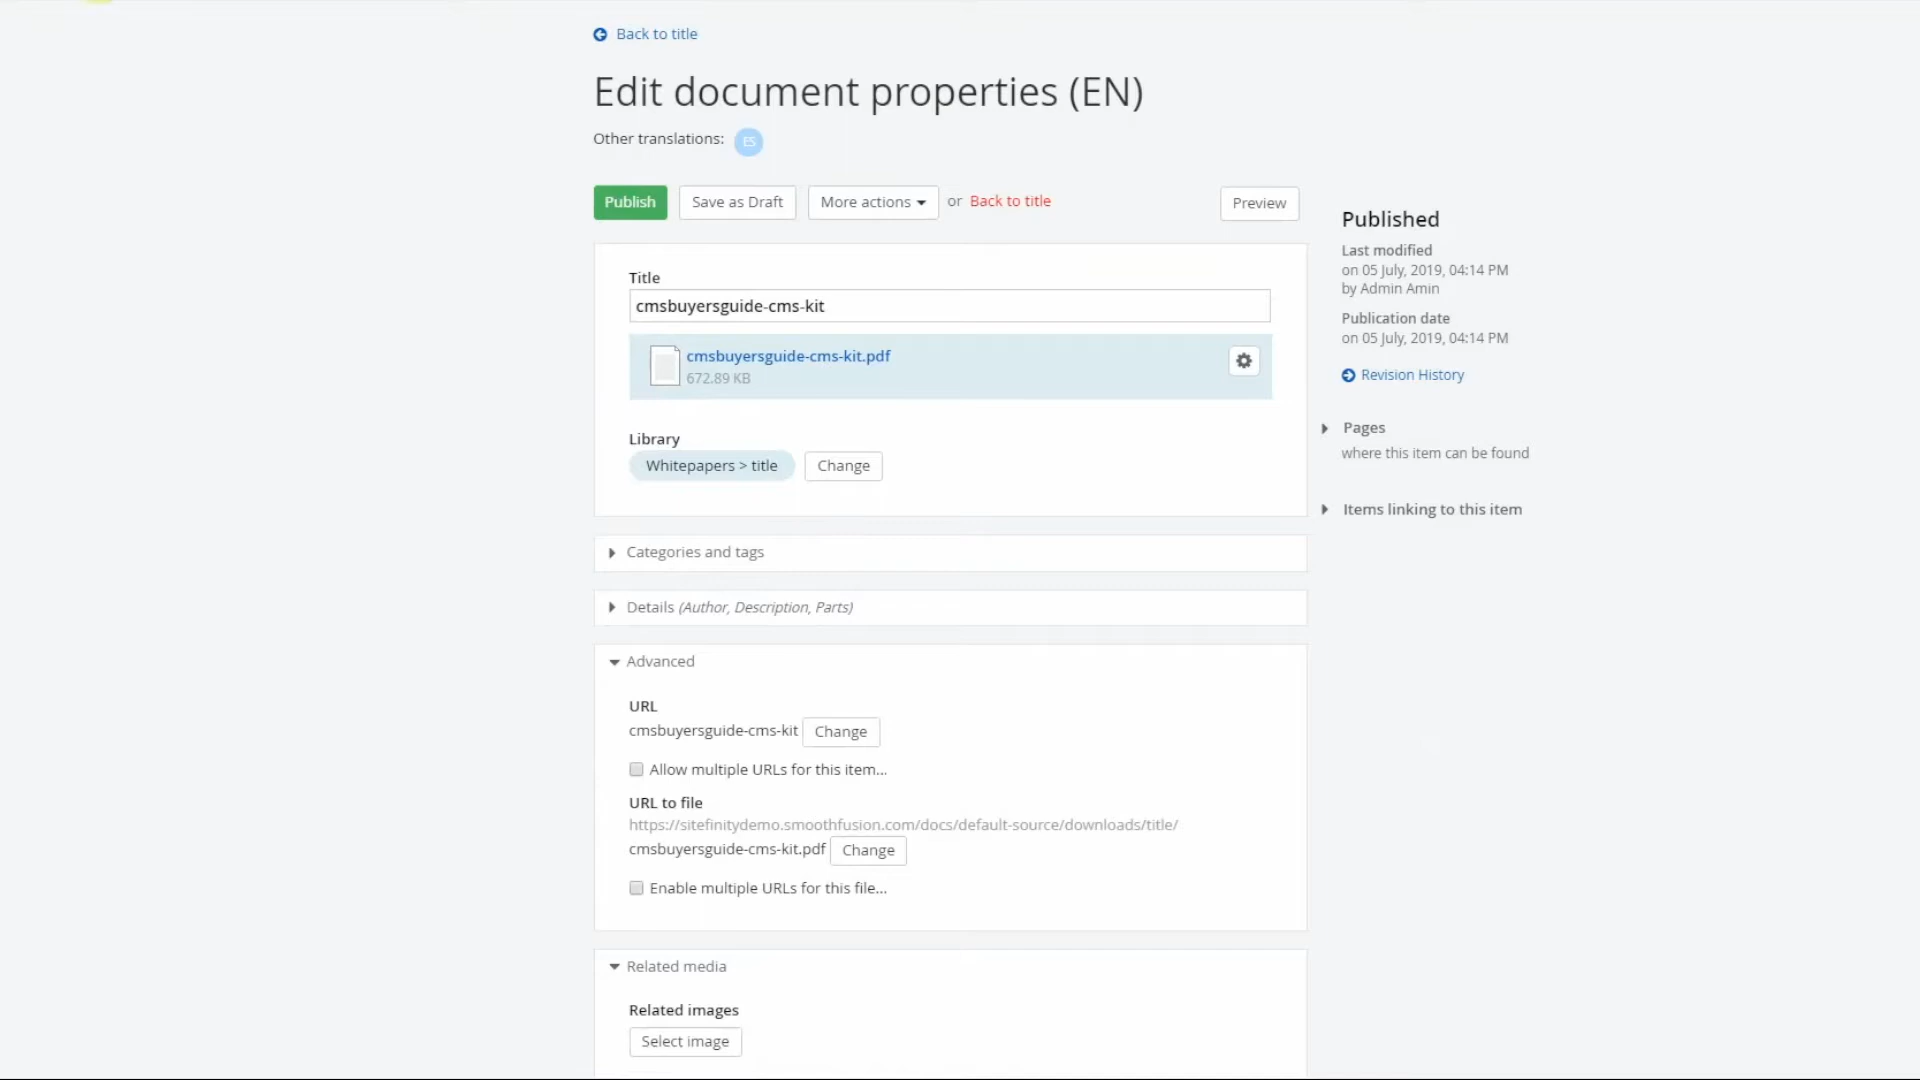 Back to title
Edit document properties (EN)
Other translations: ES
Publish Save as Draft More actions or Back to title Preview
Title
cmsbuyersguide-cms-kit
cmsbuyersguide-cms-kit.pdf
672.89 KB
Library
Whitepapers > title Change
Categories and tags
Details (Author, Description, Parts)
Advanced
URL
cmsbuyersguide-cms-kit Change
Allow multiple URLs for this item...
URL to file
https://sitefinitydemo.smoothfusion.com/docs/default-source/downloads/title/
cmsbuyersguide-cms-kit.pdf Change
Enable multiple URLs for this file...
Related media
Related images
Select image
Published
Last modified
on 05 July, 2019, 04:14 PM
by Admin Amin
Publication date
on 05 July, 2019, 04:14 PM
Revision History
Pages
where this item can be found
Items linking to this item